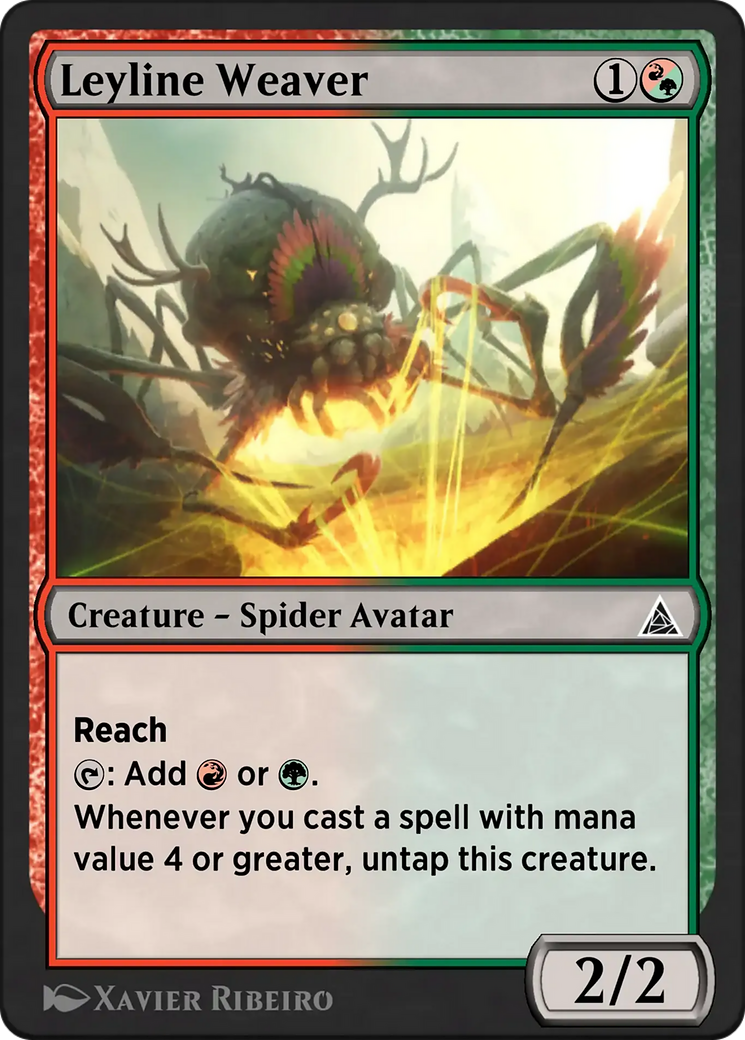 Leyline Weaver 1
Creature – Spider Avatar
Reach
: Add or .
Whenever you cast a spell with mana
value 4 or greater, untap this creature.
2/2
Xavier Ribeiro